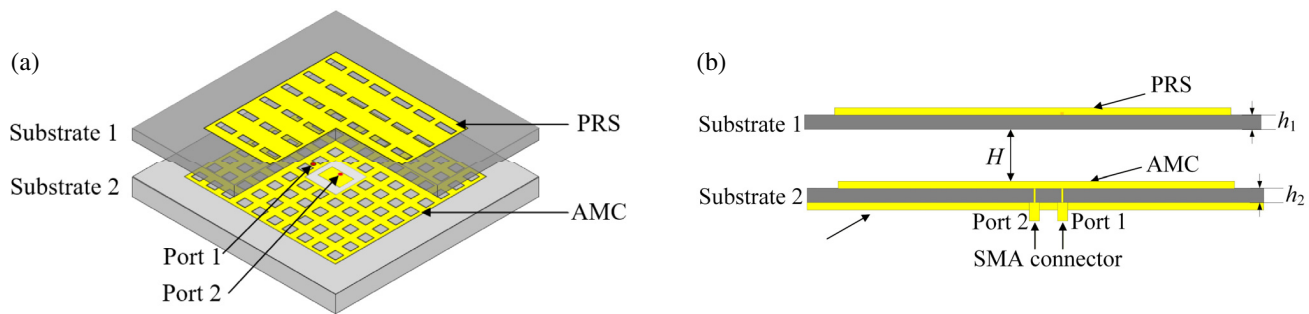 (a)
Substrate 1
Substrate 2
PRS
AMC
Port 1
Port 2
(b)
PRS
Substrate 1
h1
H
AMC
Substrate 2
h2
Port 2 Port 1
SMA connector